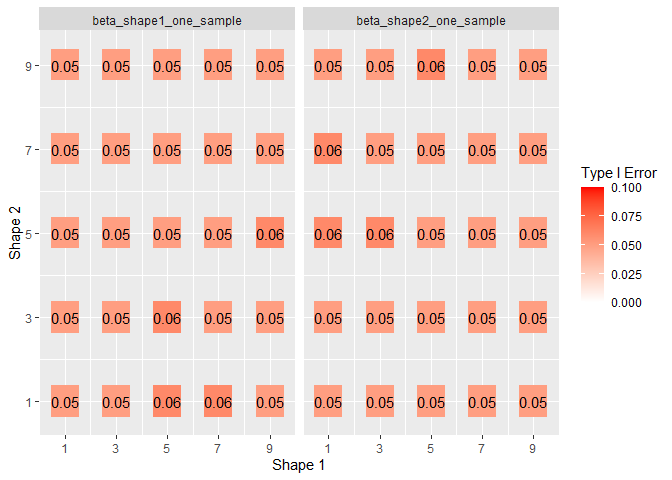 beta_shape1_one_sample beta_shape2_one_sample
9 0.05 0.05 0.05 0.05 0.05 0.05 0.05 0.06 0.05 0.05
7 0.05 0.05 0.05 0.05 0.05 0.06 0.05 0.05 0.05 0.05
5 0.05 0.05 0.05 0.05 0.06 0.06 0.06 0.05 0.05 0.05
3 0.05 0.05 0.06 0.05 0.05 0.05 0.05 0.05 0.05 0.05
1 0.05 0.05 0.06 0.06 0.05 0.05 0.05 0.05 0.05 0.05
1 3 5 7 9 1 3 5 7 9
Shape 1
Shape 2
Type I Error
0.100
0.075
0.050
0.025
0.000